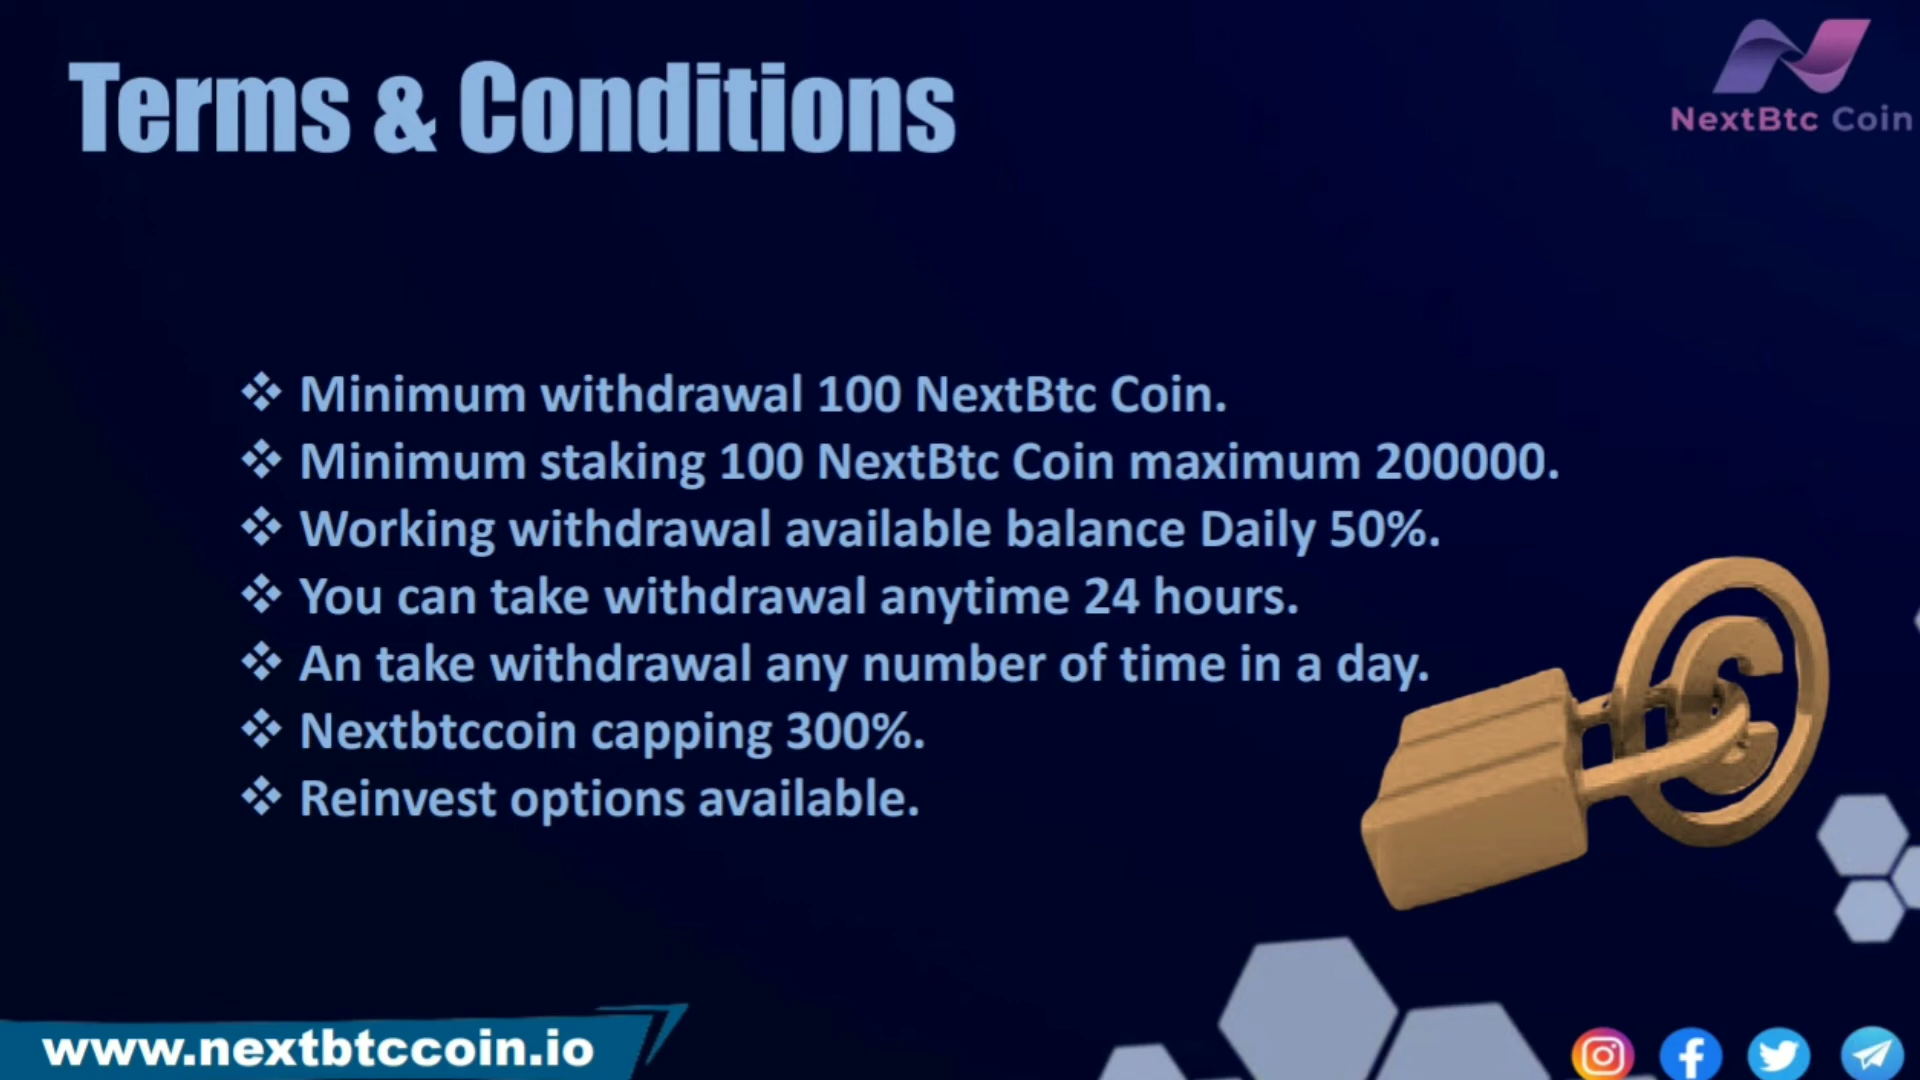 Terms & Conditions
NextBtc Coin
❖ Minimum withdrawal 100 NextBtc Coin.
❖ Minimum staking 100 NextBtc Coin maximum 200000.
❖ Working withdrawal available balance Daily 50%.
❖ You can take withdrawal anytime 24 hours.
❖ An take withdrawal any number of time in a day.
❖ Nextbtccoin capping 300%.
❖ Reinvest options available.
www.nextbtccoin.io